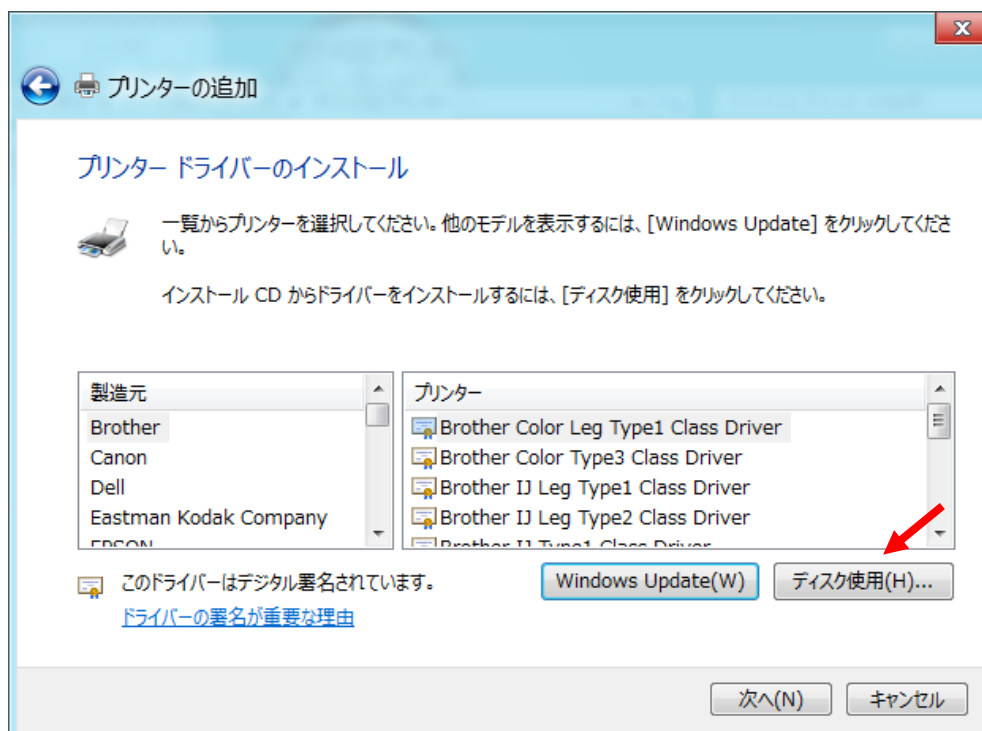 プリンターの追加
プリンター ドライバーのインストール
一覧からプリンターを選択してください。他のモデルを表示するには、[Windows Update] をクリックしてくださ
い。
インストール CD からドライバーをインストールするには、[ディスク使用] をクリックしてください。
製造元
Brother
Canon
Dell
Eastman Kodak Company
EPSON
プリンター
Brother Color Leg Type1 Class Driver
Brother Color Type3 Class Driver
Brother IJ Leg Type1 Class Driver
Brother IJ Leg Type2 Class Driver
Brother IJ Type1 Class Driver
このドライバーはデジタル署名されています。
ドライバーの署名が重要な理由
Windows Update(W)
ディスク使用(H)...
次へ(N)
キャンセル